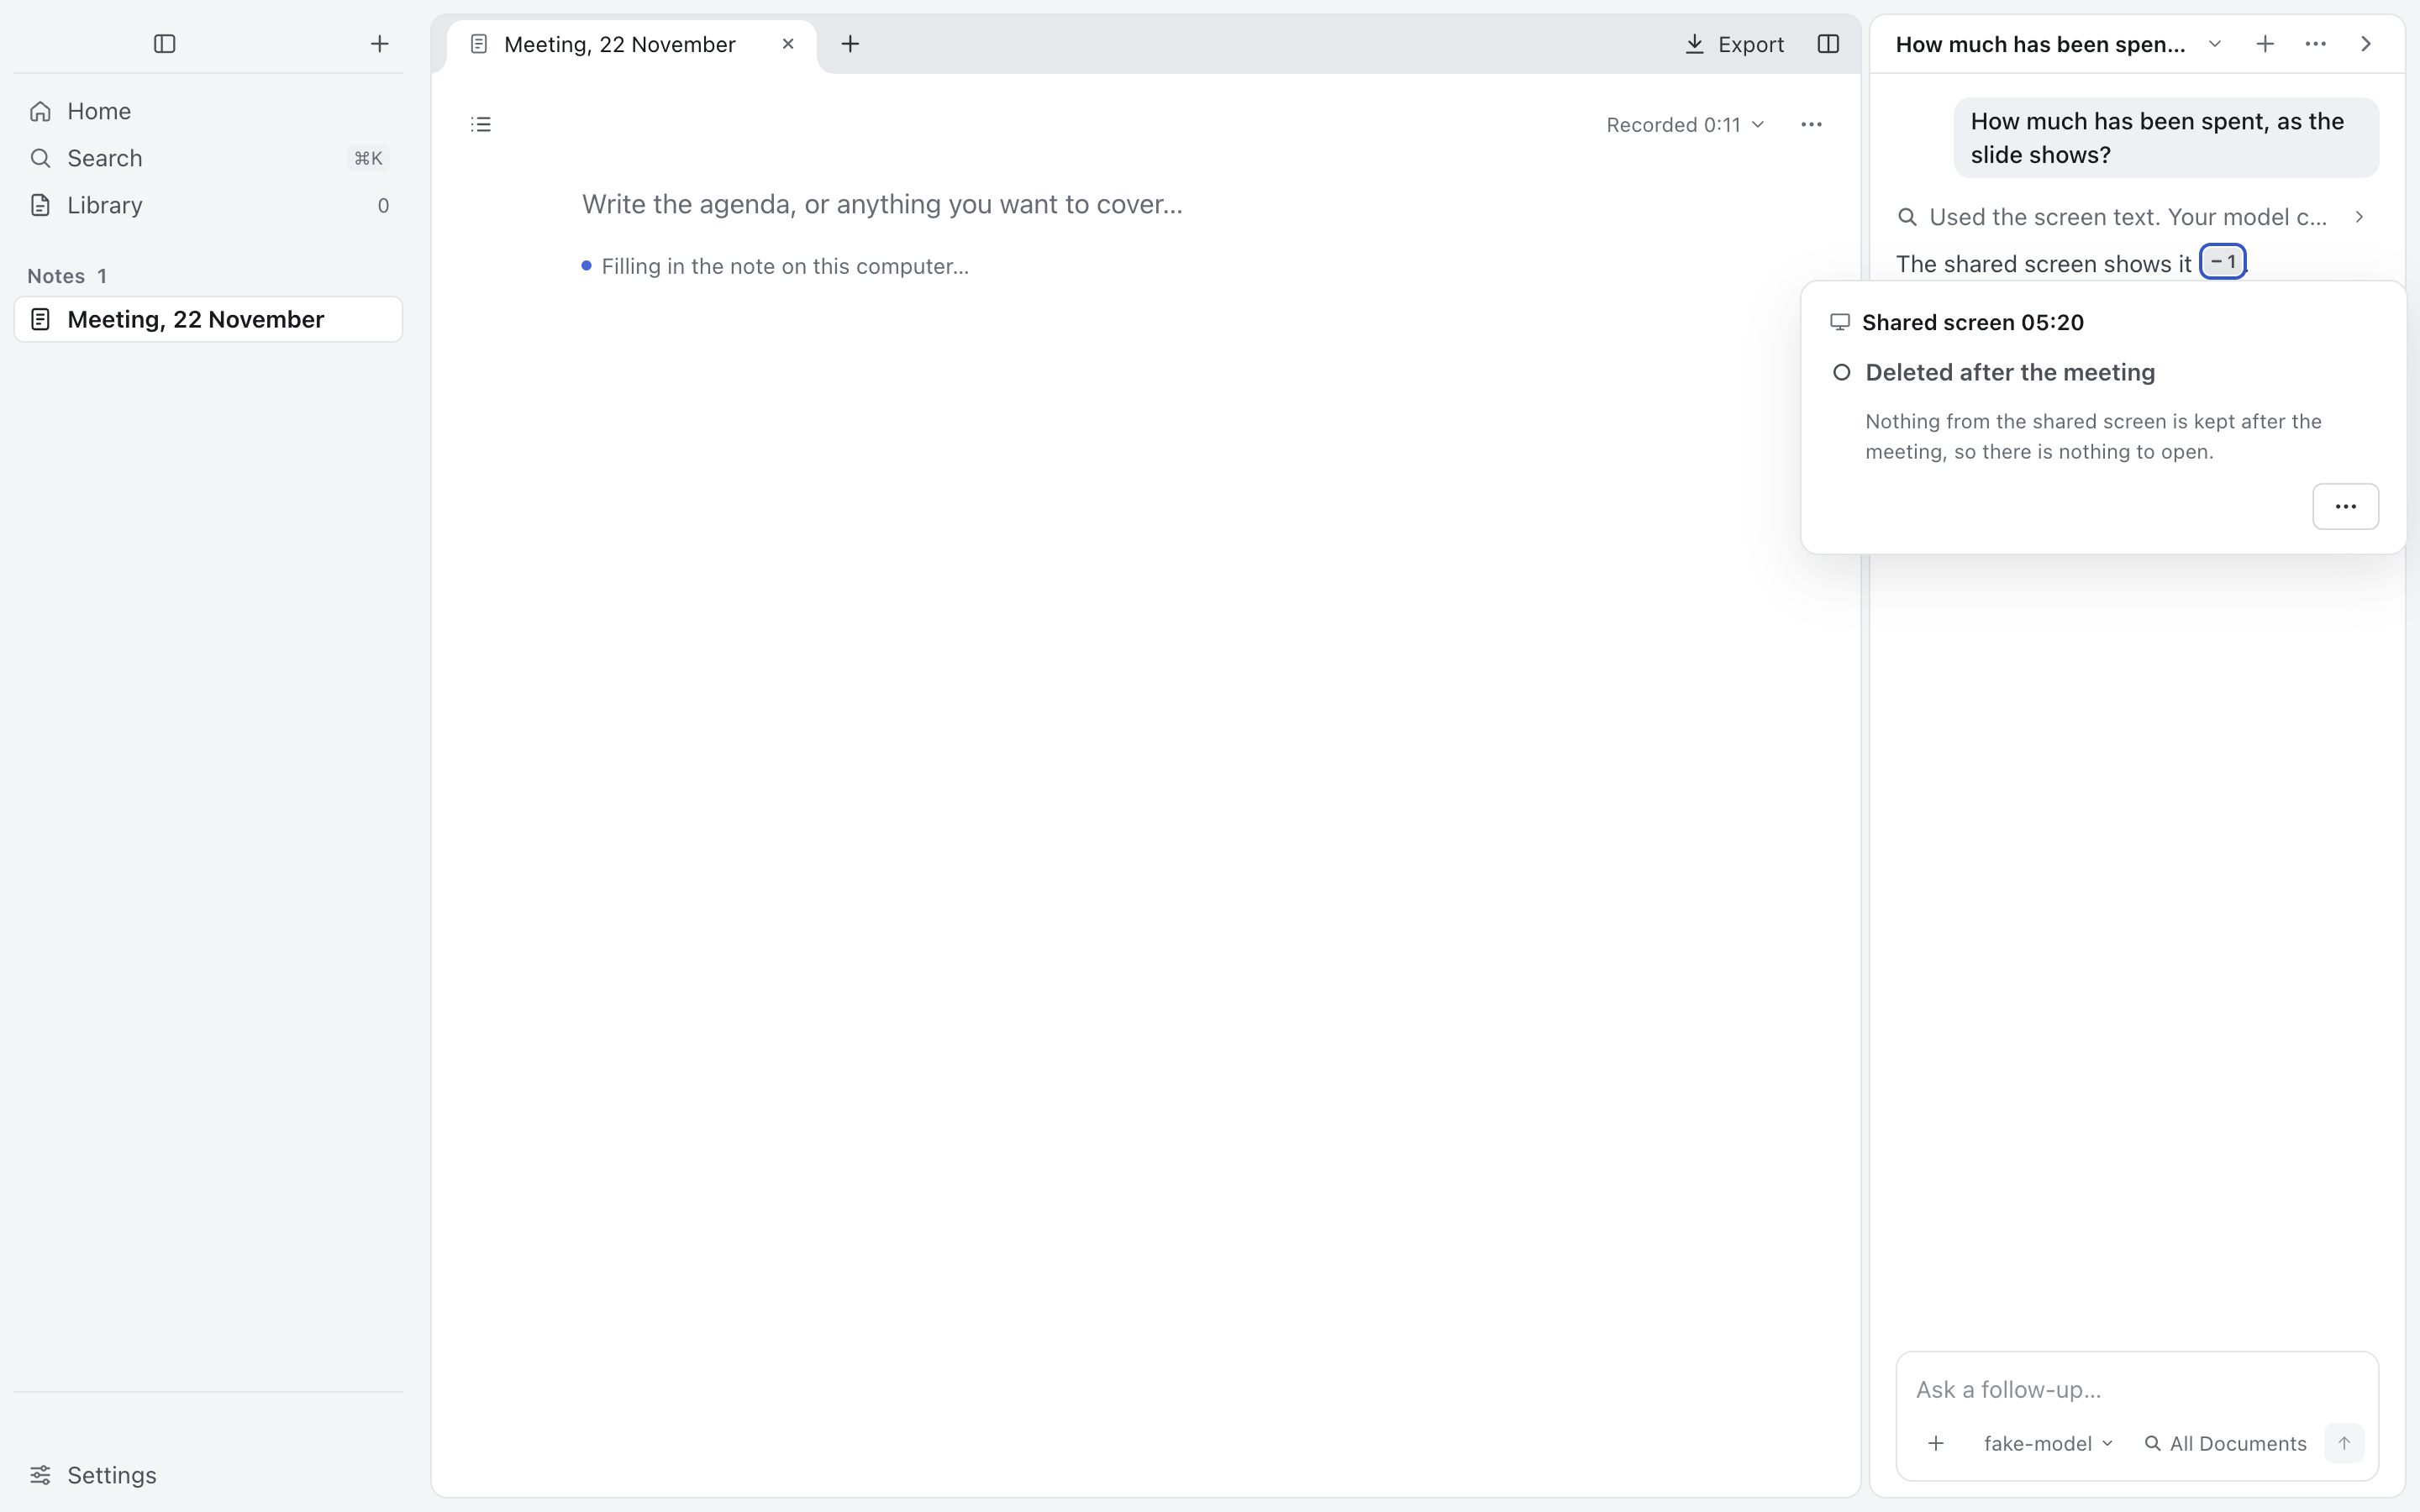 Home
Search ⌘K
Library 0
Notes 1
Meeting, 22 November
Settings
Meeting, 22 November
Export
Recorded 0:11
Write the agenda, or anything you want to cover...
Filling in the note on this computer...
How much has been spen...
How much has been spent, as the
slide shows?
Used the screen text. Your model c...
The shared screen shows it – 1.
Shared screen 05:20
Deleted after the meeting
Nothing from the shared screen is kept after the
meeting, so there is nothing to open.
Ask a follow-up...
fake-model All Documents